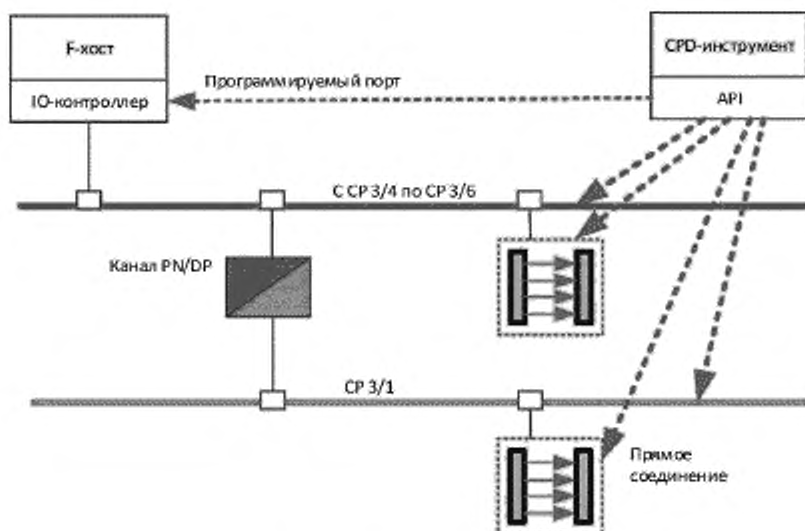 F-хост
CPD-инструмент
Программируемый порт
IO-контроллер
API
С CP 3/4 по CP 3/6
Канал PN/DP
CP 3/1
Прямое
соединение